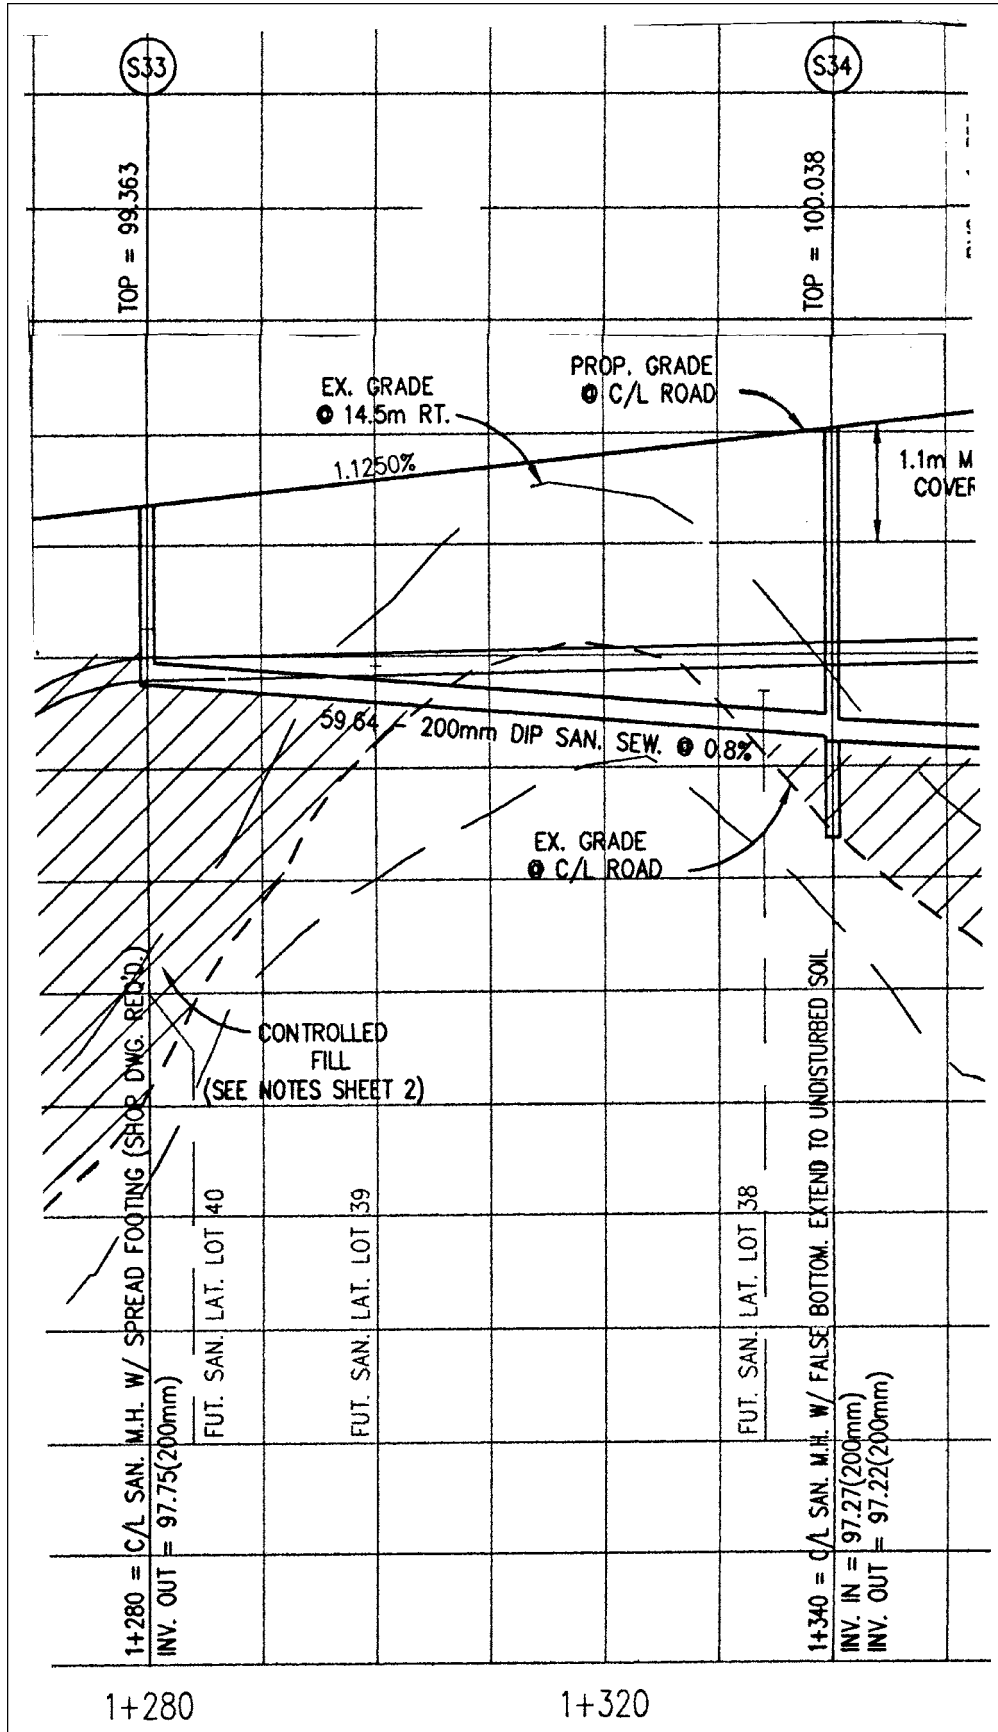 S33
S34
TOP = 99.363
TOP = 100.038
EX. GRADE
@ 14.5m RT.
PROP. GRADE
@ C/L ROAD
1.1250%
1.1m M
COVER
59.64 - 200mm DIP SAN. SEW. @ 0.8%
EX. GRADE
@ C/L ROAD
CONTROLLED
FILL
(SEE NOTES SHEET 2)
1+280 = C/L SAN. M.H. W/ SPREAD FOOTING (SHOP DWG. REQ'D.)
INV. OUT = 97.75(200mm)
FUT. SAN. LAT. LOT 40
FUT. SAN. LAT. LOT 39
FUT. SAN. LAT. LOT 38
1+340 = C/L SAN. M.H. W/ FALSE BOTTOM. EXTEND TO UNDISTURBED SOIL
INV. IN = 97.27(200mm)
INV. OUT = 97.22(200mm)
1+280
1+320